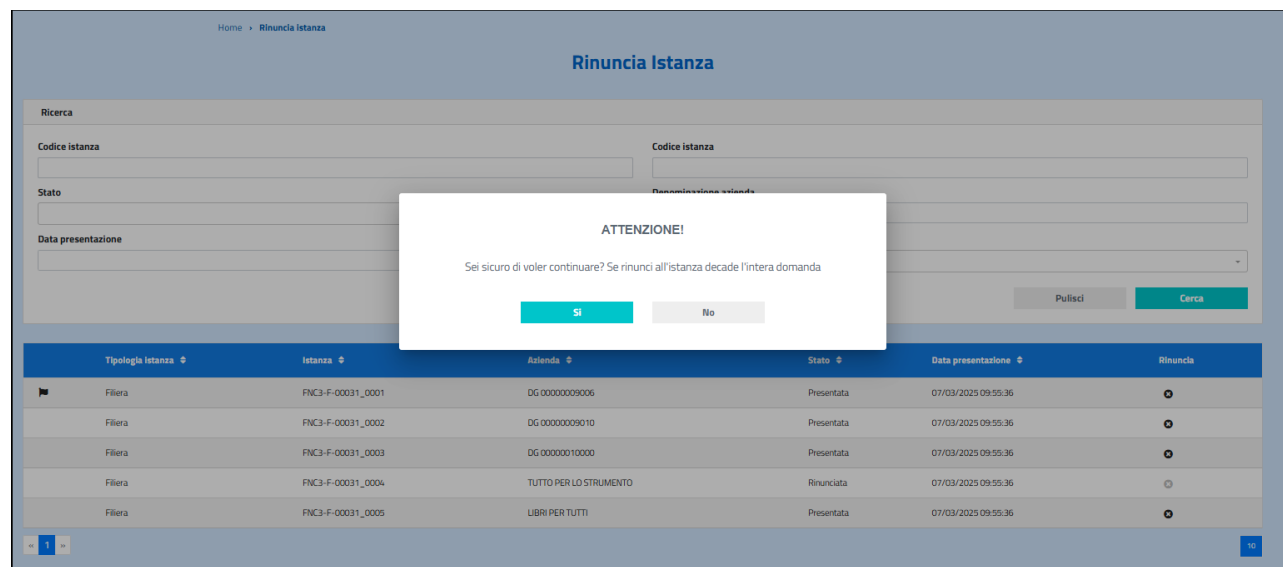 Home › Rinuncia istanza
Rinuncia Istanza
Ricerca
Codice istanza Codice istanza
Stato Denominazione azienda
Data presentazione
ATTENZIONE!
Sei sicuro di voler continuare? Se rinunci all'istanza decade l'intera domanda
Si No
Pulisci Cerca
Tipologia istanza Istanza Azienda Stato Data presentazione Rinuncia
Filiera FNC3-F-00031_0001 DG 00000009006 Presentata 07/03/2025 09:55:36
Filiera FNC3-F-00031_0002 DG 00000009010 Presentata 07/03/2025 09:55:36
Filiera FNC3-F-00031_0003 DG 00000010000 Presentata 07/03/2025 09:55:36
Filiera FNC3-F-00031_0004 TUTTO PER LO STRUMENTO Rinunciata 07/03/2025 09:55:36
Filiera FNC3-F-00031_0005 LIBRI PER TUTTI Presentata 07/03/2025 09:55:36
« 1 » 10